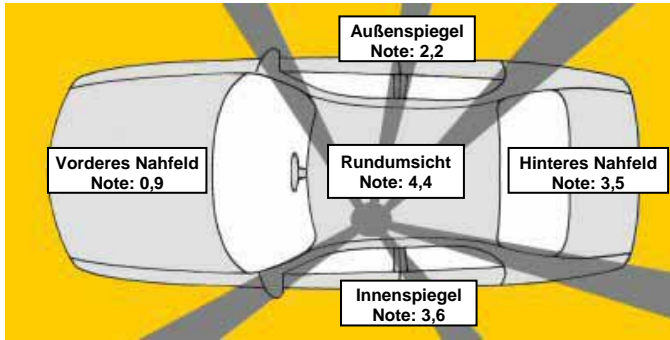 Außenspiegel
Note: 2,2
Vorderes Nahfeld
Note: 0,9
Rundumsicht
Note: 4,4
Hinteres Nahfeld
Note: 3,5
Innenspiegel
Note: 3,6